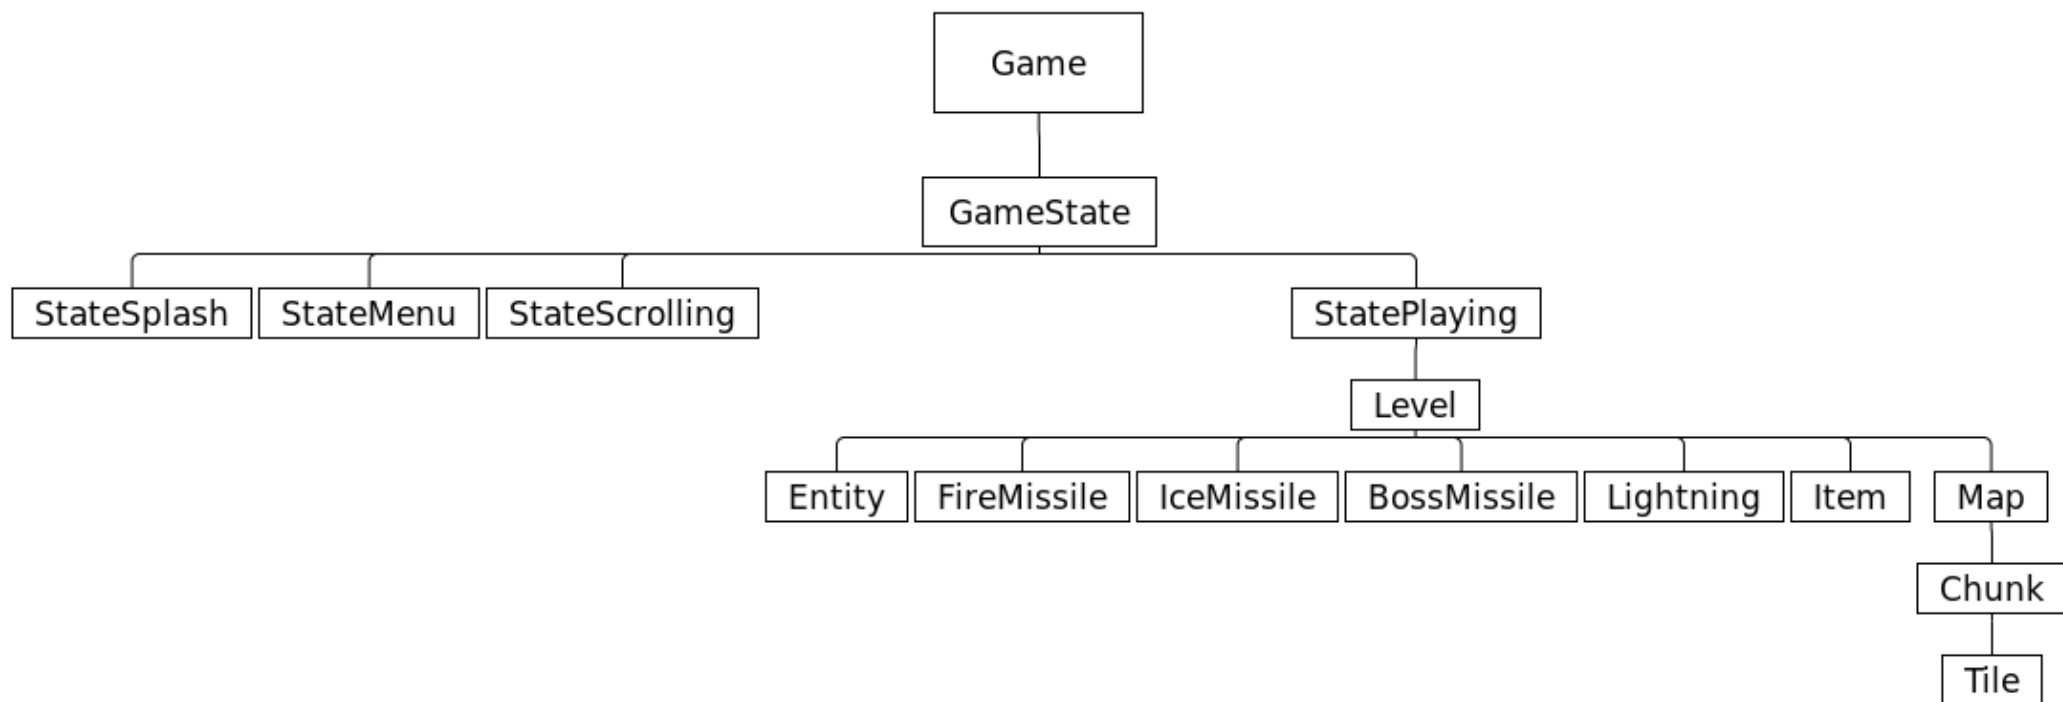 Game
GameState
StateSplash StateMenu StateScrolling StatePlaying
Level
Entity FireMissile IceMissile BossMissile Lightning Item Map
Chunk
Tile